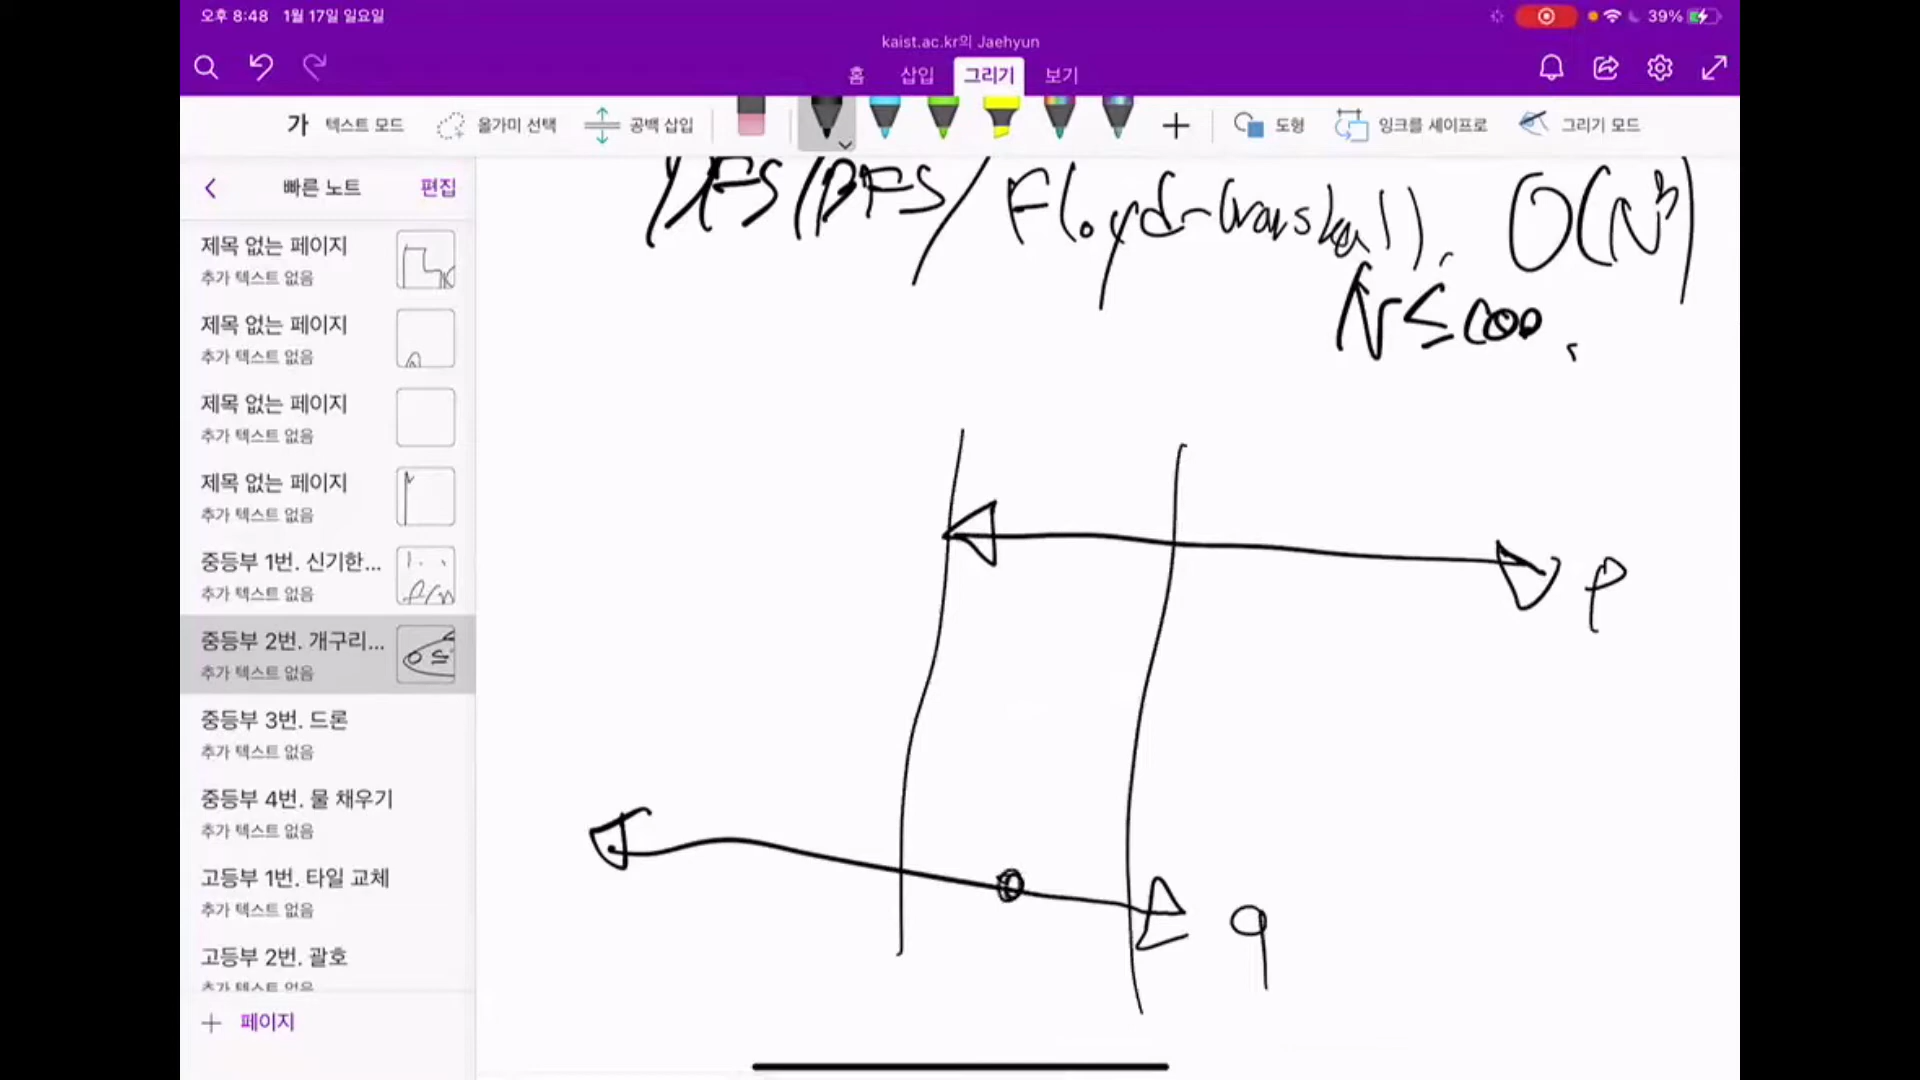 오후 8:48 1월 17일 일요일
39%
kaist.ac.kr의 Jaehyun
홈 삽입 그리기 보기
가 텍스트 모드 올가미 선택 공백 삽입 도형 잉크를 셰이프로 그리기 모드
빠른 노트 편집
제목 없는 페이지
추가 텍스트 없음
제목 없는 페이지
추가 텍스트 없음
제목 없는 페이지
추가 텍스트 없음
제목 없는 페이지
추가 텍스트 없음
중등부 1번. 신기한...
추가 텍스트 없음
중등부 2번. 개구리...
추가 텍스트 없음
중등부 3번. 드론
추가 텍스트 없음
중등부 4번. 물 채우기
추가 텍스트 없음
고등부 1번. 타일 교체
추가 텍스트 없음
고등부 2번. 괄호
추가 텍스트 없음
페이지
DFS/BFS/Floyd-Warshall). O(N³)
N≤100.
P
q